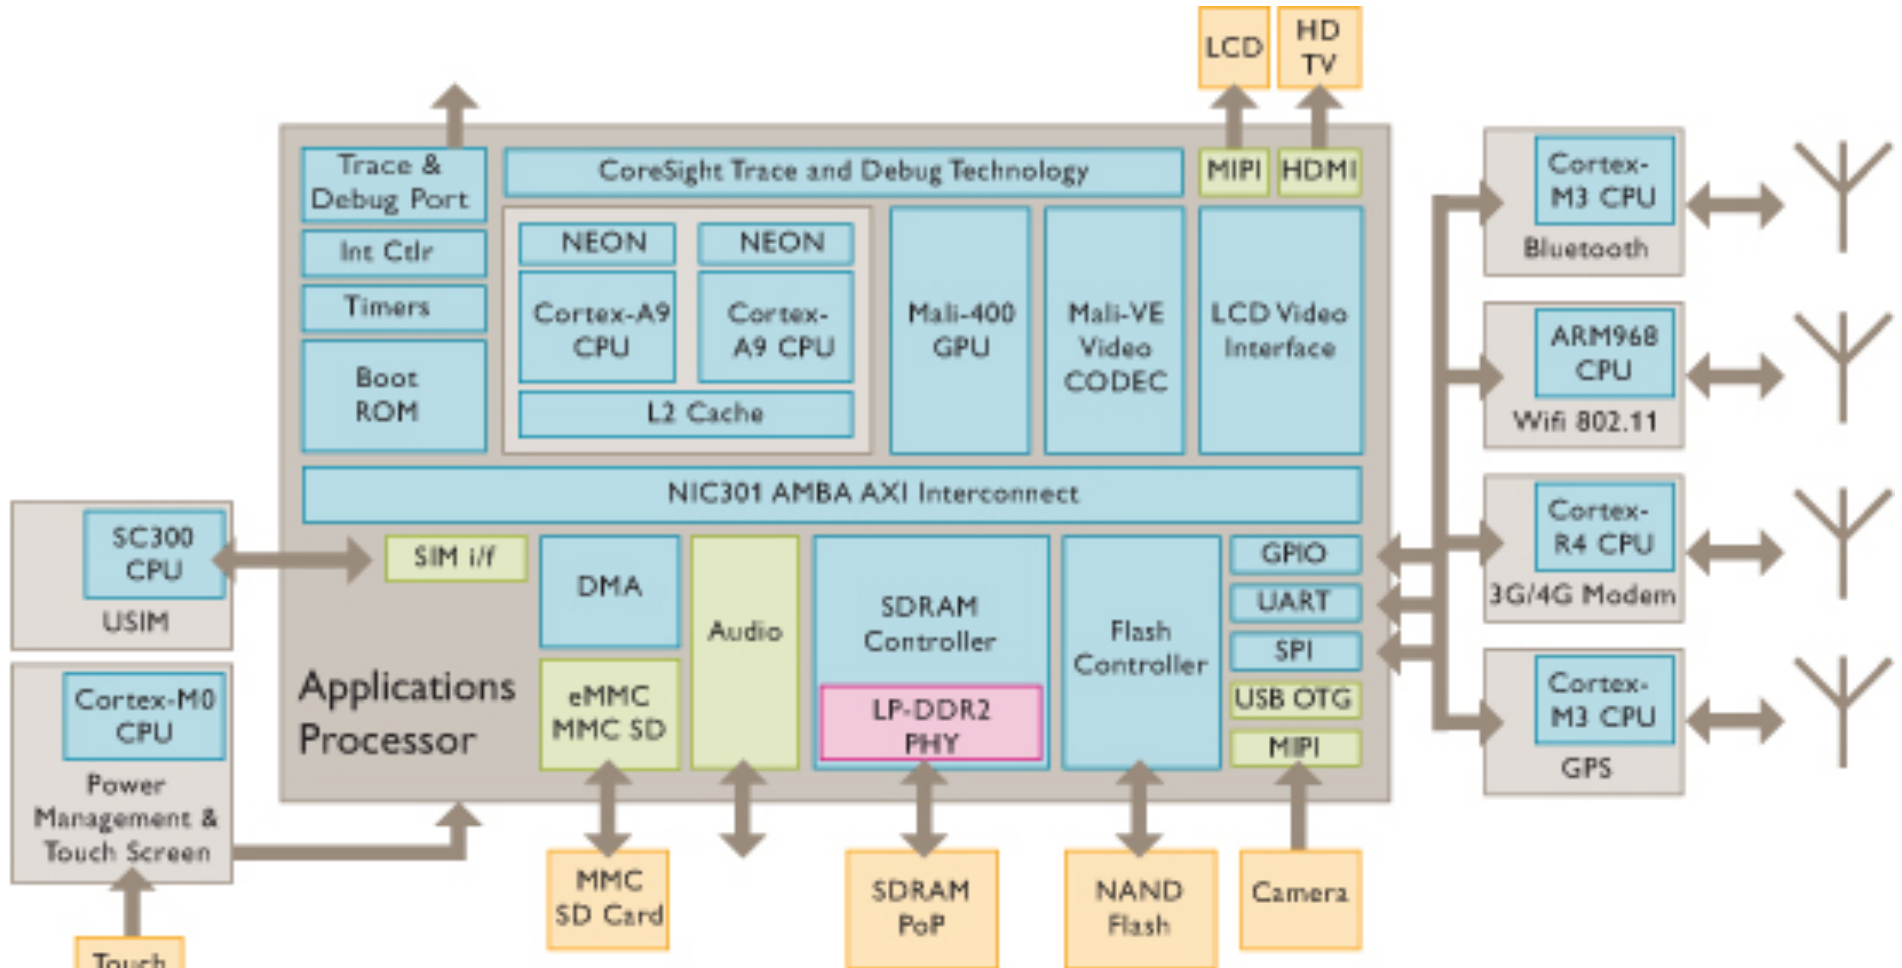 LCD
HD
TV
Trace &
Debug Port
CoreSight Trace and Debug Technology
MIPI
HDMI
Int Ctlr
Timers
Boot
ROM
NEON
NEON
Cortex-A9
CPU
Cortex-
A9 CPU
L2 Cache
Mali-400
GPU
Mali-VE
Video
CODEC
LCD Video
Interface
NIC301 AMBA AXI Interconnect
Cortex-
M3 CPU
Bluetooth
ARM968
CPU
Wifi 802.11
Cortex-
R4 CPU
3G/4G Modem
Cortex-
M3 CPU
GPS
SC300
CPU
USIM
SIM i/f
DMA
Audio
SDRAM
Controller
LP-DDR2
PHY
Flash
Controller
GPIO
UART
SPI
USB OTG
MIPI
eMMC
MMC SD
Applications
Processor
Cortex-M0
CPU
Power
Management &
Touch Screen
Touch
MMC
SD Card
SDRAM
PoP
NAND
Flash
Camera